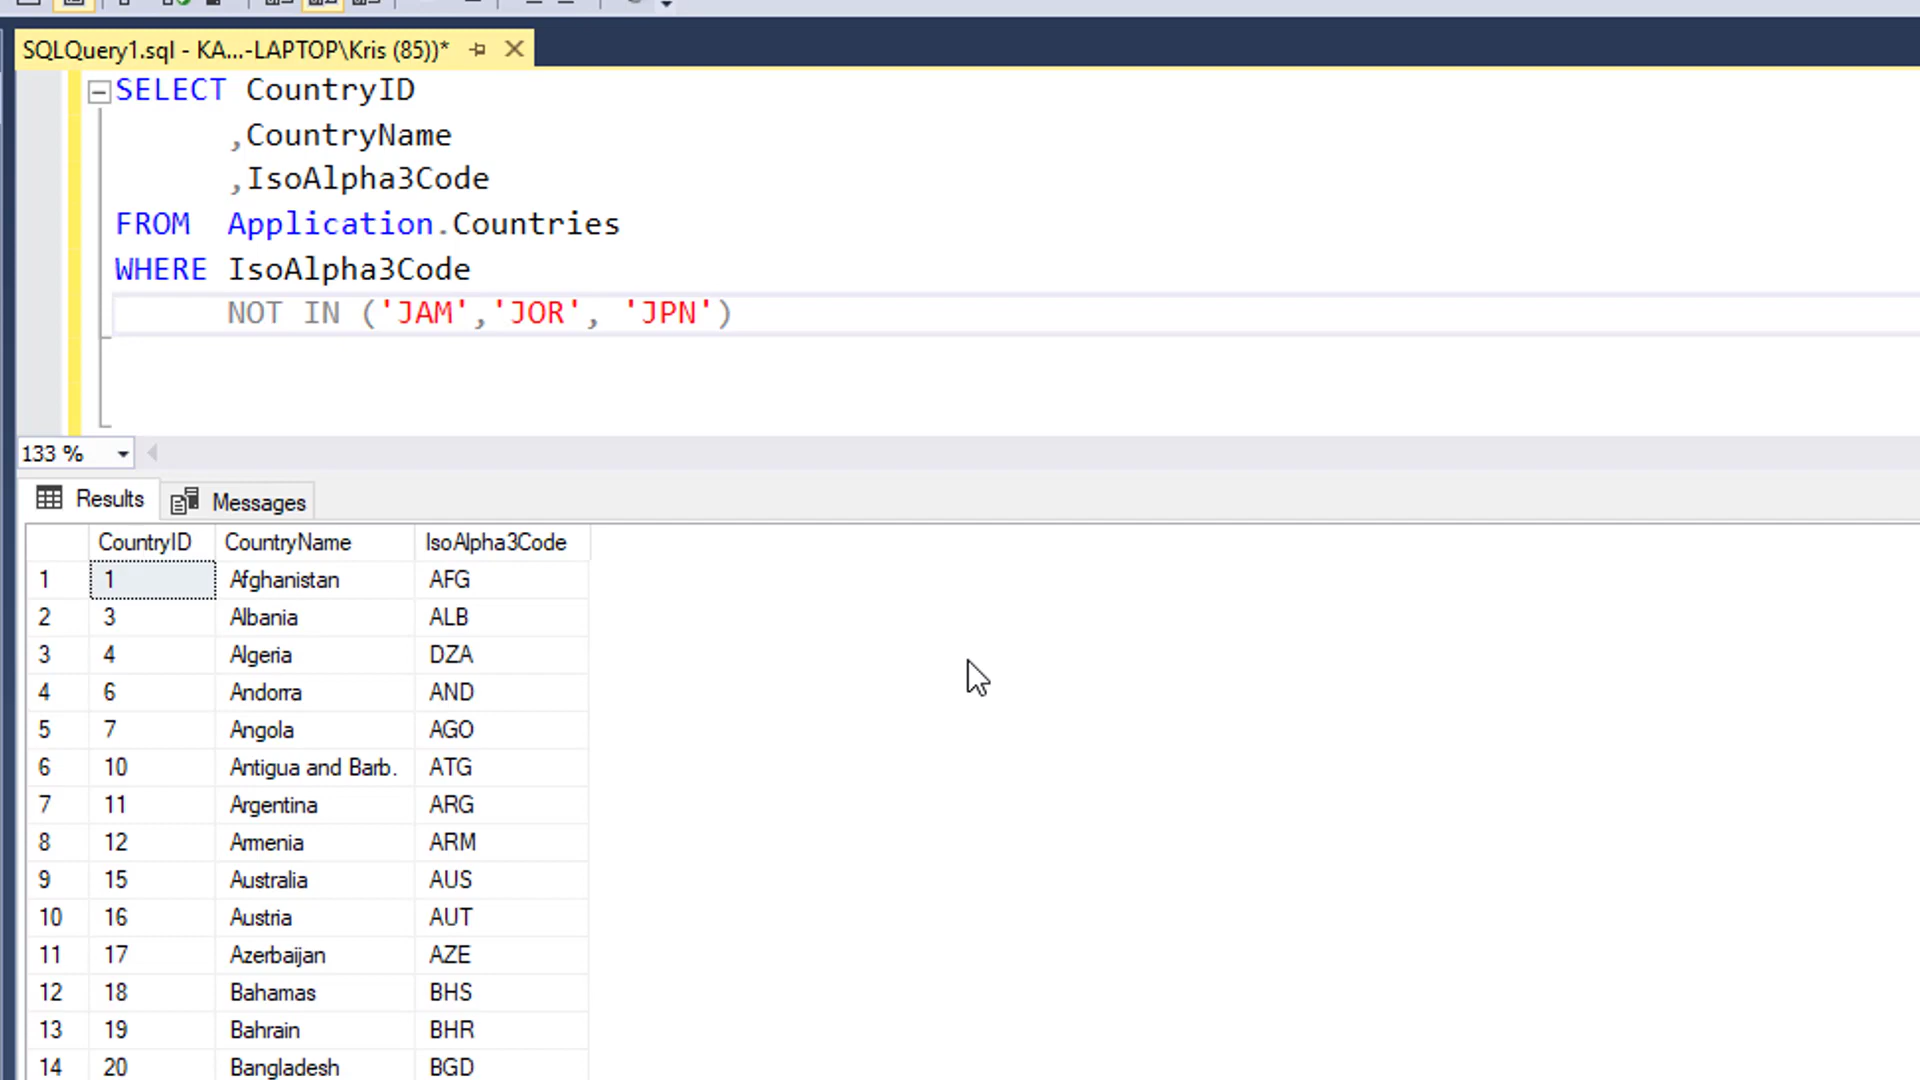 SQLQuery1.sql - KA...-LAPTOP\Kris (85))*
SELECT CountryID
,CountryName
,IsoAlpha3Code
FROM Application.Countries
WHERE IsoAlpha3Code
NOT IN ('JAM','JOR', 'JPN')
133 %
Results Messages
CountryID CountryName IsoAlpha3Code
1 1 Afghanistan AFG
2 3 Albania ALB
3 4 Algeria DZA
4 6 Andorra AND
5 7 Angola AGO
6 10 Antigua and Barb. ATG
7 11 Argentina ARG
8 12 Armenia ARM
9 15 Australia AUS
10 16 Austria AUT
11 17 Azerbaijan AZE
12 18 Bahamas BHS
13 19 Bahrain BHR
14 20 Bangladesh BGD